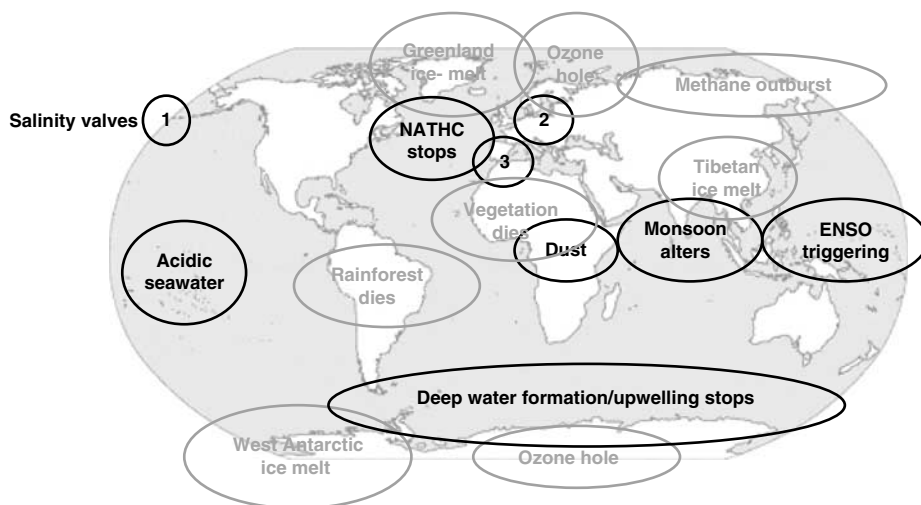 Greenland
ice- melt
Ozone
hole
Methane outburst
Salinity valves
1
NATHC
stops
2
3
Tibetan
ice melt
Vegetation
dies
Dust
Monsoon
alters
ENSO
triggering
Acidic
seawater
Rainforest
dies
Deep water formation/upwelling stops
West Antarctic
ice melt
Ozone hole